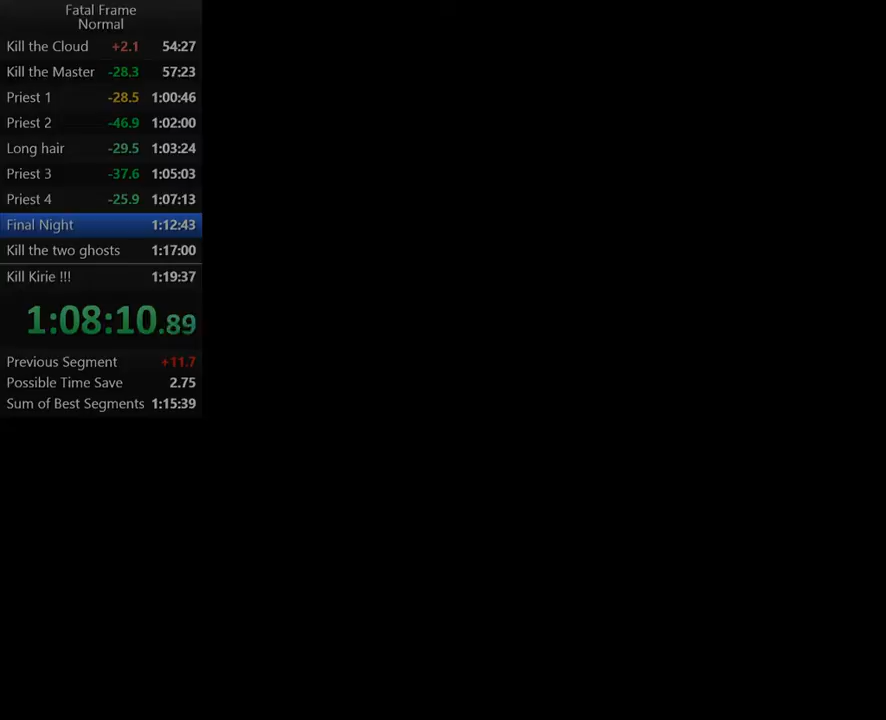 Fatal Frame
Normal
Kill the Cloud +2.1 54:27
Kill the Master -28.3 57:23
Priest 1 -28.5 1:00:46
Priest 2 -46.9 1:02:00
Long hair -29.5 1:03:24
Priest 3 -37.6 1:05:03
Priest 4 -25.9 1:07:13
Final Night 1:12:43
Kill the two ghosts 1:17:00
Kill Kirie !!! 1:19:37
1:08:10.89
Previous Segment +11.7
Possible Time Save 2.75
Sum of Best Segments 1:15:39